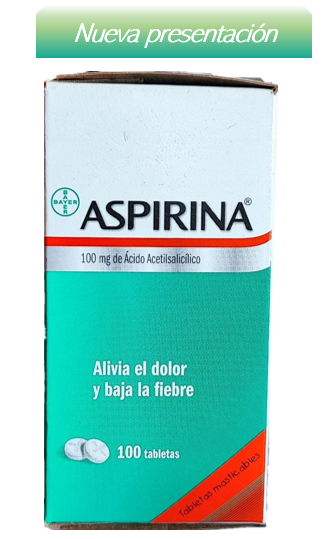 Nueva presentación
BAYER
BAYER
ASPIRINA®
100 mg de Ácido Acetilsalicílico
Alivia el dolor
y baja la fiebre
100 tabletas
Tabletas masticables